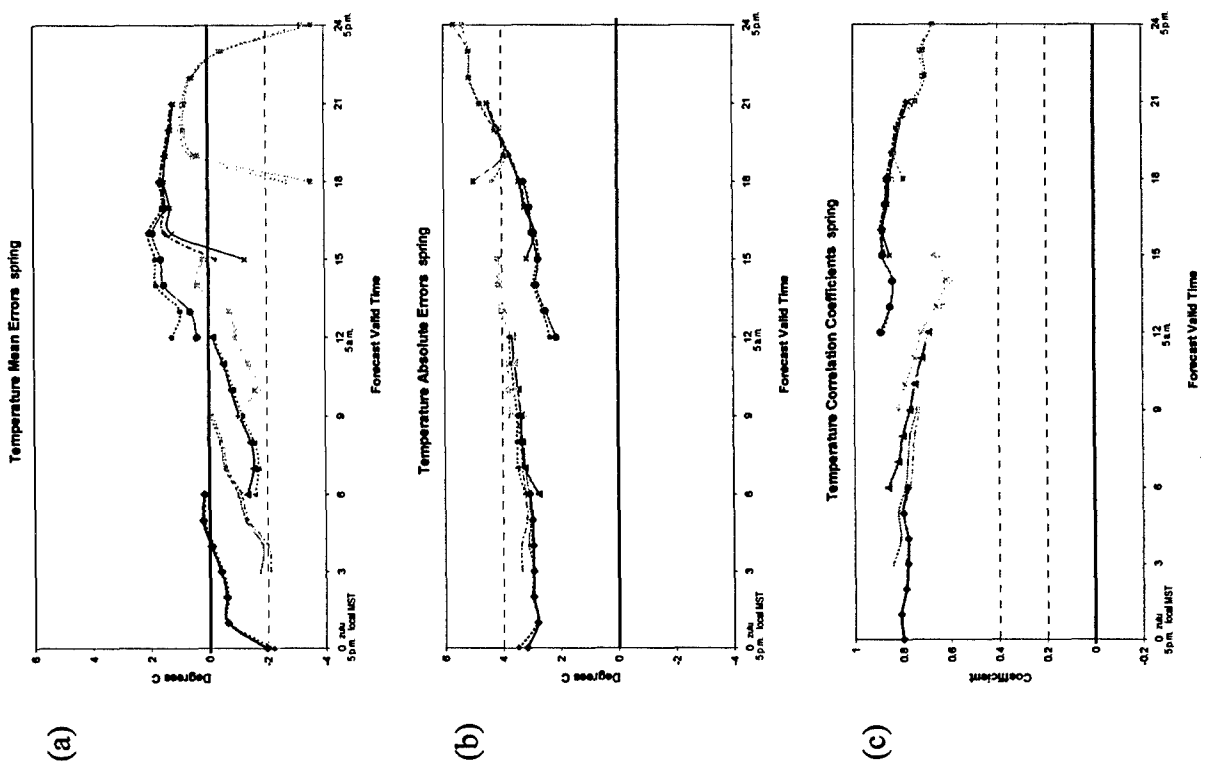 (a)
Temperature Mean Errors spring
6
4
2
0
-2
-4
Degrees C
0 zulu 3 6 9 12 15 18 21 24
5 p.m. local MST 5 a.m. 5 p.m.
Forecast Valid Time
(b)
Temperature Absolute Errors spring
6
4
2
0
-2
-4
Degrees C
0 zulu 3 6 9 12 15 18 21 24
5 p.m. local MST 5 a.m. 5 p.m.
Forecast Valid Time
(c)
Temperature Correlation Coefficients spring
1
0.8
0.6
0.4
0.2
0
-0.2
Coefficient
0 zulu 3 6 9 12 15 18 21 24
5 p.m. local MST 5 a.m. 5 p.m.
Forecast Valid Time